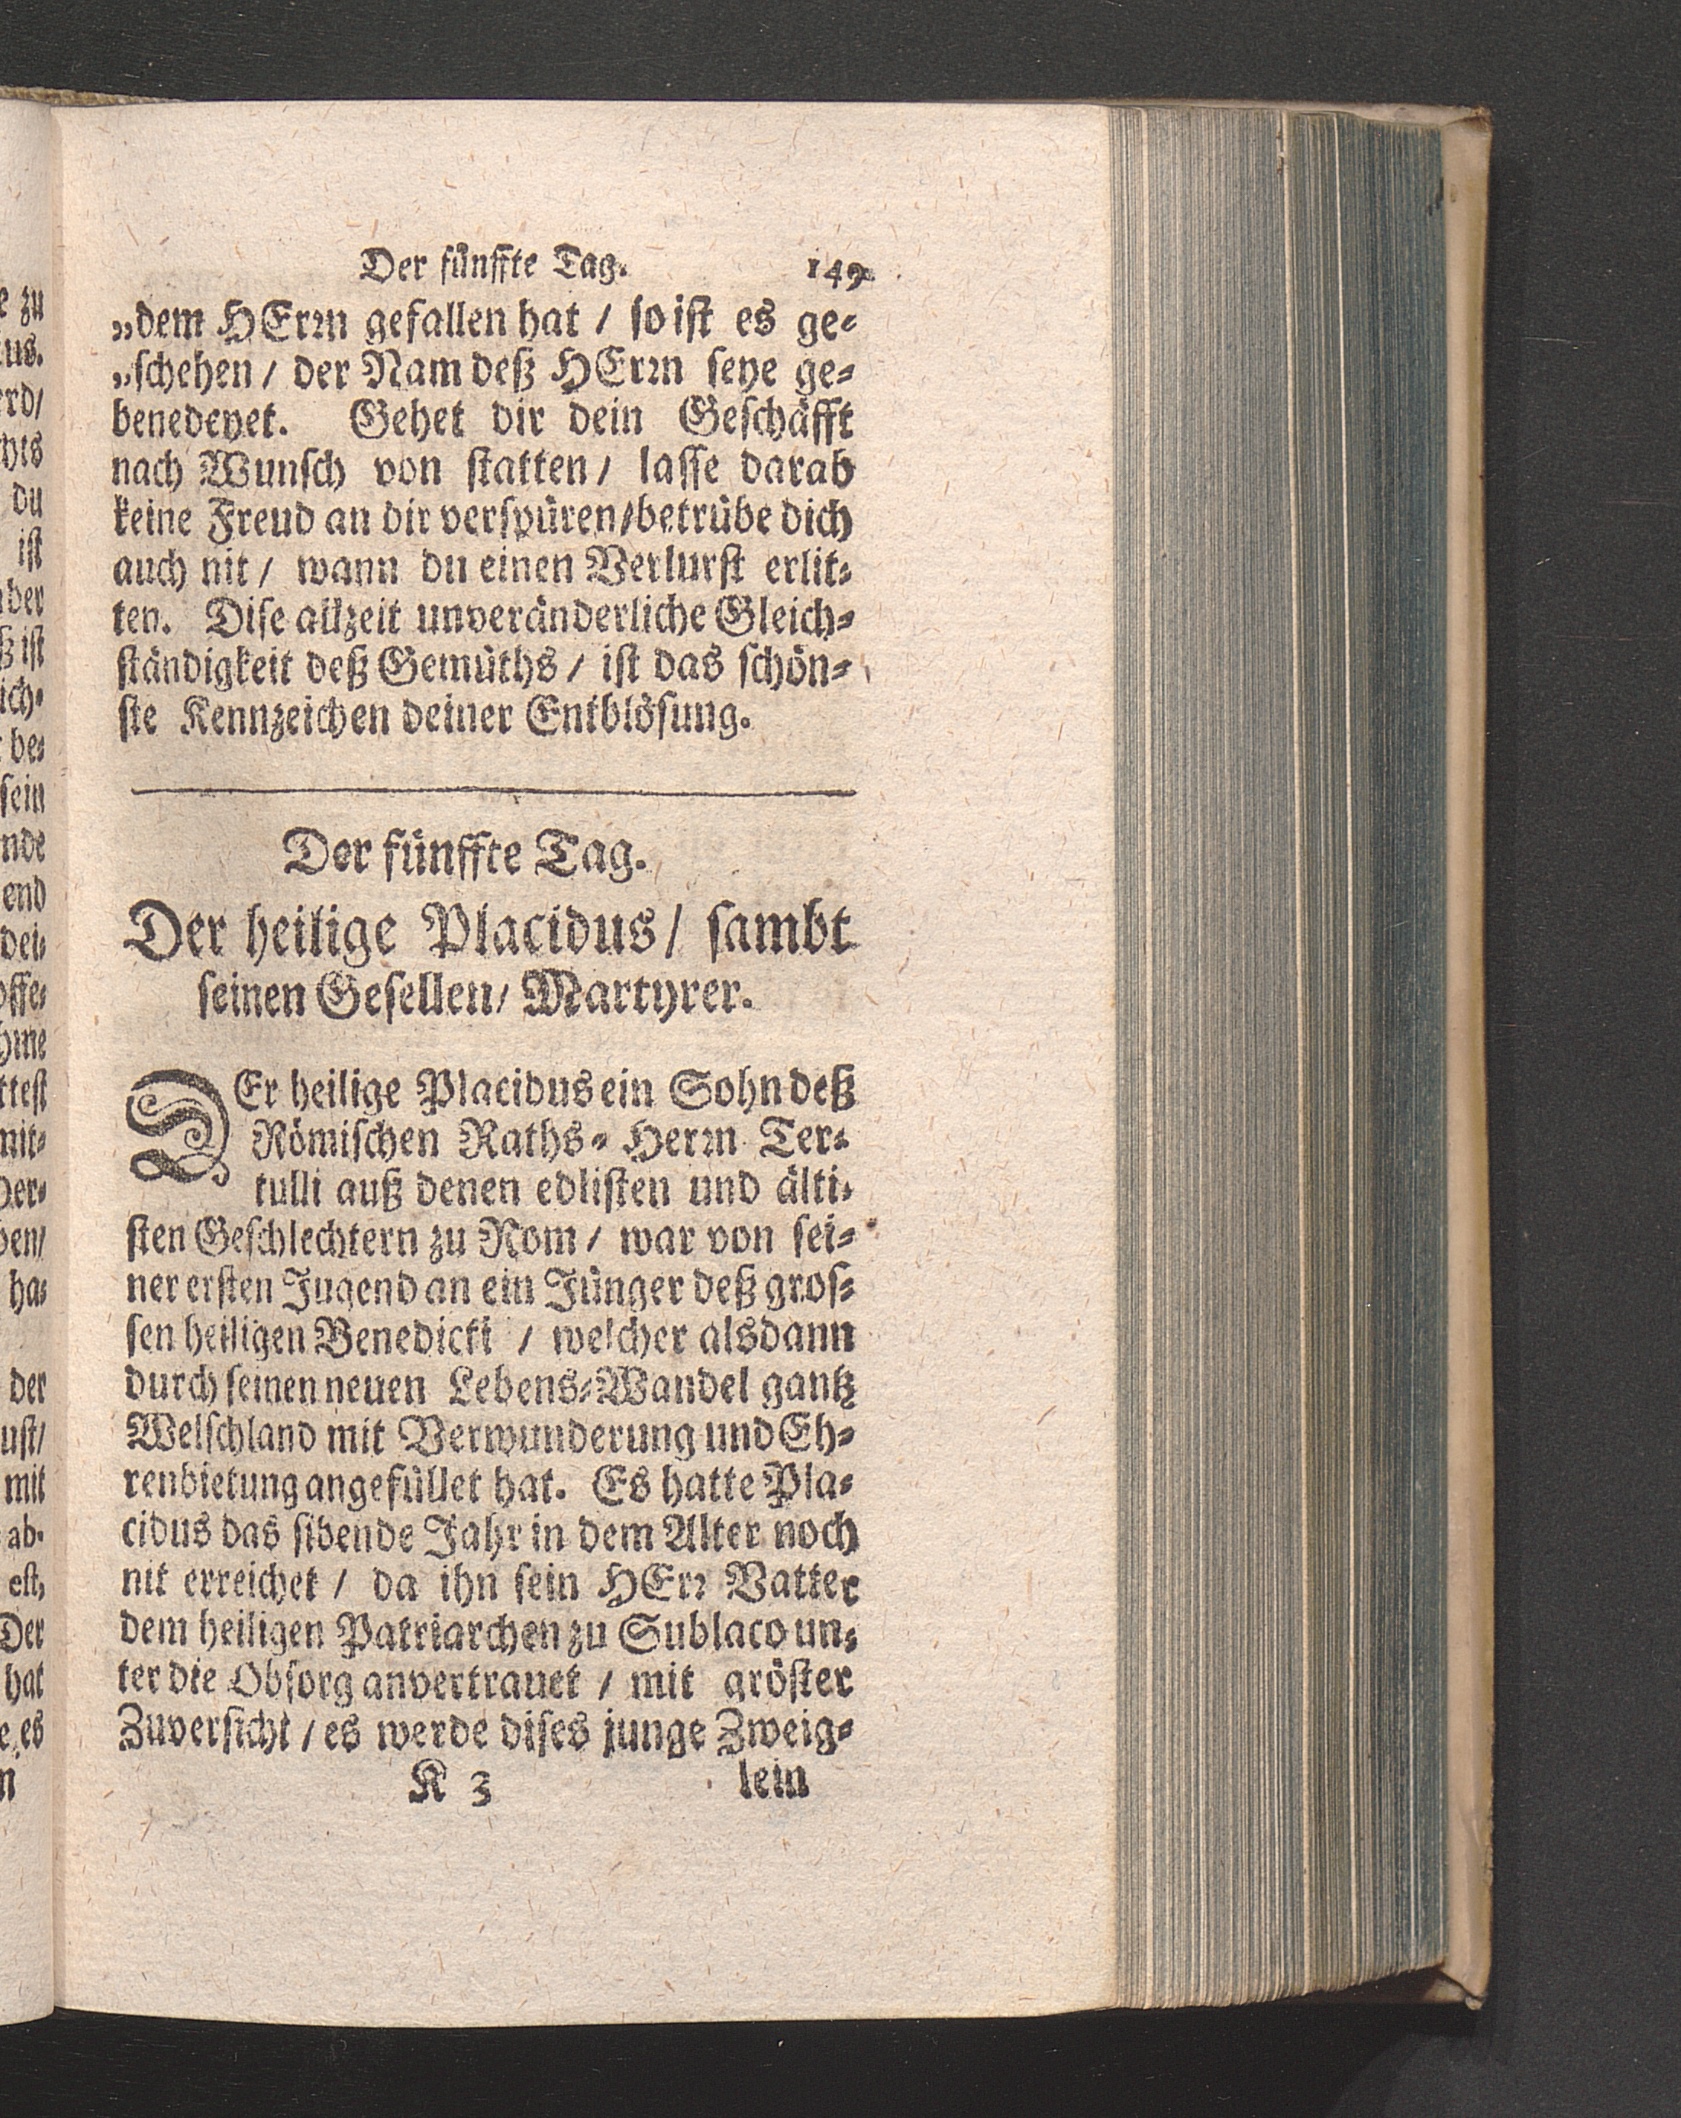 Der fünffte Tag. 149
„dem HErꝛn gefallen hat / so ist es ge-
„schehen / der Nam deß HErꝛn seye ge-
benedeyet. Gehet dir dein Geschäfft
nach Wunsch von statten / lasse darab
keine Freud an dir verspüren / betrübe dich
auch nit / wann du einen Verlurst erlit-
ten. Dise allzeit unveränderliche Gleich-
ständigkeit deß Gemüths / ist das schön-
ste Kennzeichen deiner Entblösung.
Der fünffte Tag.
Der heilige Placidus / sambt
seinen Gesellen / Martyrer.
DEr heilige Placidus ein Sohn deß
Römischen Raths-Herꝛn Ter-
tulli auß denen edlisten und älti-
sten Geschlechtern zu Rom / war von sei-
ner ersten Jugend an ein Jünger deß gros-
sen heiligen Benedicti / welcher alsdann
durch seinen neuen Lebens-Wandel gantz
Welschland mit Verwunderung und Eh-
renbietung angefüllet hat. Es hatte Pla-
cidus das sibende Jahr in dem Alter noch
nit erreichet / da ihn sein HErꝛ Vatter
dem heiligen Patriarchen zu Sublaco un-
ter die Obsorg anvertrauet / mit gröster
Zuversicht / es werde dises junge Zweig-
K 3 lein